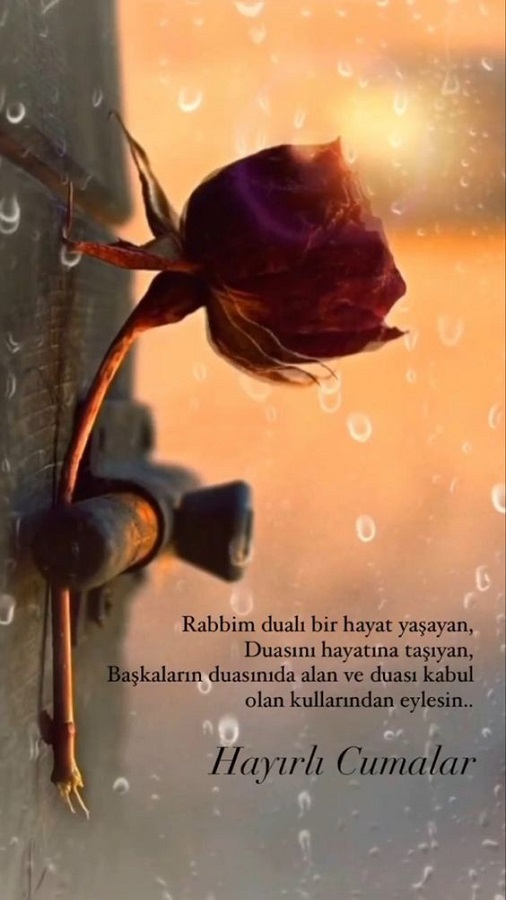 Rabbim dualı bir hayat yaşayan,
Duasını hayatına taşıyan,
Başkaların duasınıda alan ve duası kabul
olan kullarından eylesin..
Hayırlı Cumalar